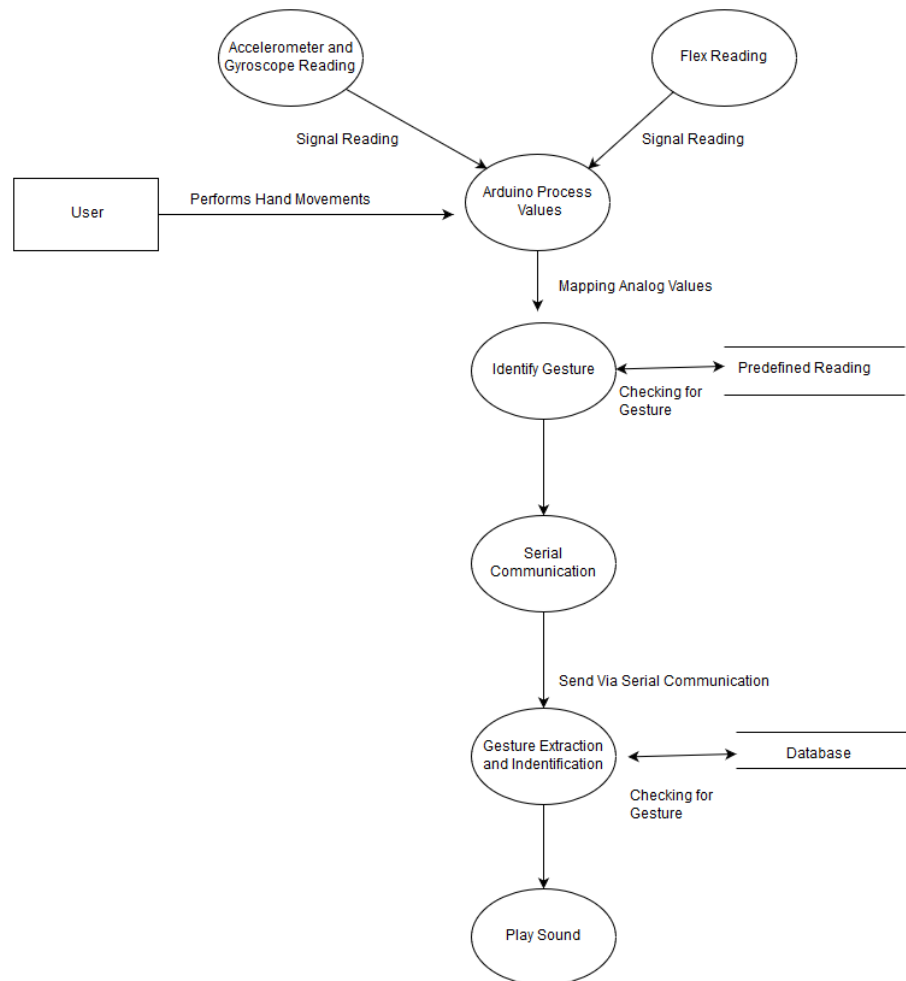 Accelerometer and
Gyroscope Reading
Flex Reading
Signal Reading
Signal Reading
User
Performs Hand Movements
Arduino Process
Values
Mapping Analog Values
Identify Gesture
Predefined Reading
Checking for
Gesture
Serial
Communication
Send Via Serial Communication
Gesture Extraction
and Indentification
Database
Checking for
Gesture
Play Sound